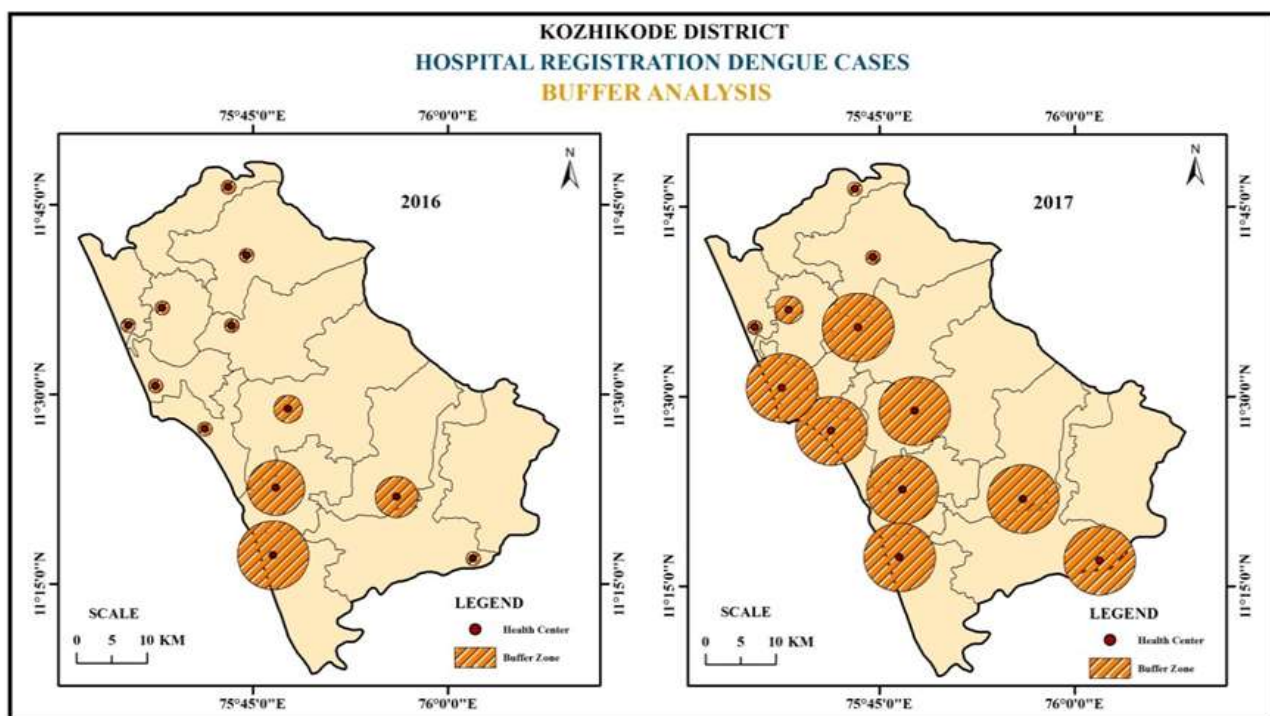 KOZHIKODE DISTRICT
HOSPITAL REGISTRATION DENGUE CASES
BUFFER ANALYSIS
75°45'0"E 76°0'0"E
N
2016
11°45'0"N 11°45'0"N
11°30'0"N 11°30'0"N
11°15'0"N 11°15'0"N
SCALE
0 5 10 KM
LEGEND
Health Center
Buffer Zone
75°45'0"E 76°0'0"E
75°45'0"E 76°0'0"E
N
2017
11°45'0"N 11°45'0"N
11°30'0"N 11°30'0"N
11°15'0"N 11°15'0"N
SCALE
0 5 10 KM
LEGEND
Health Center
Buffer Zone
75°45'0"E 76°0'0"E